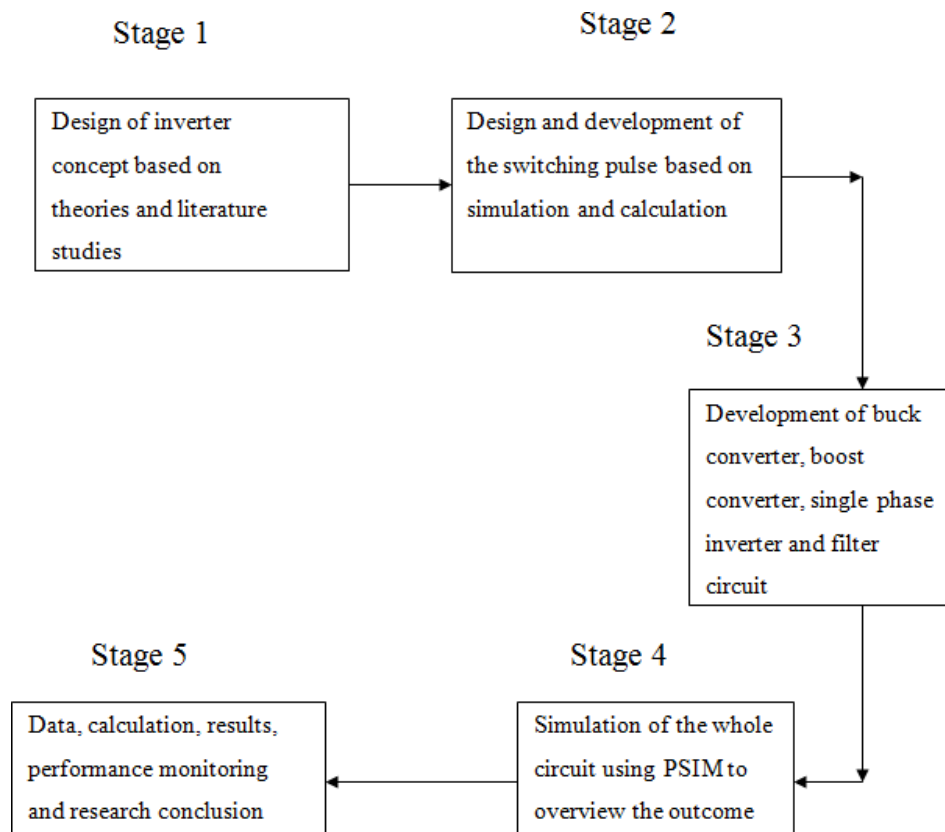 Stage 1
Design of inverter
concept based on
theories and literature
studies
Stage 2
Design and development of
the switching pulse based on
simulation and calculation
Stage 3
Development of buck
converter, boost
converter, single phase
inverter and filter
circuit
Stage 4
Simulation of the whole
circuit using PSIM to
overview the outcome
Stage 5
Data, calculation, results,
performance monitoring
and research conclusion